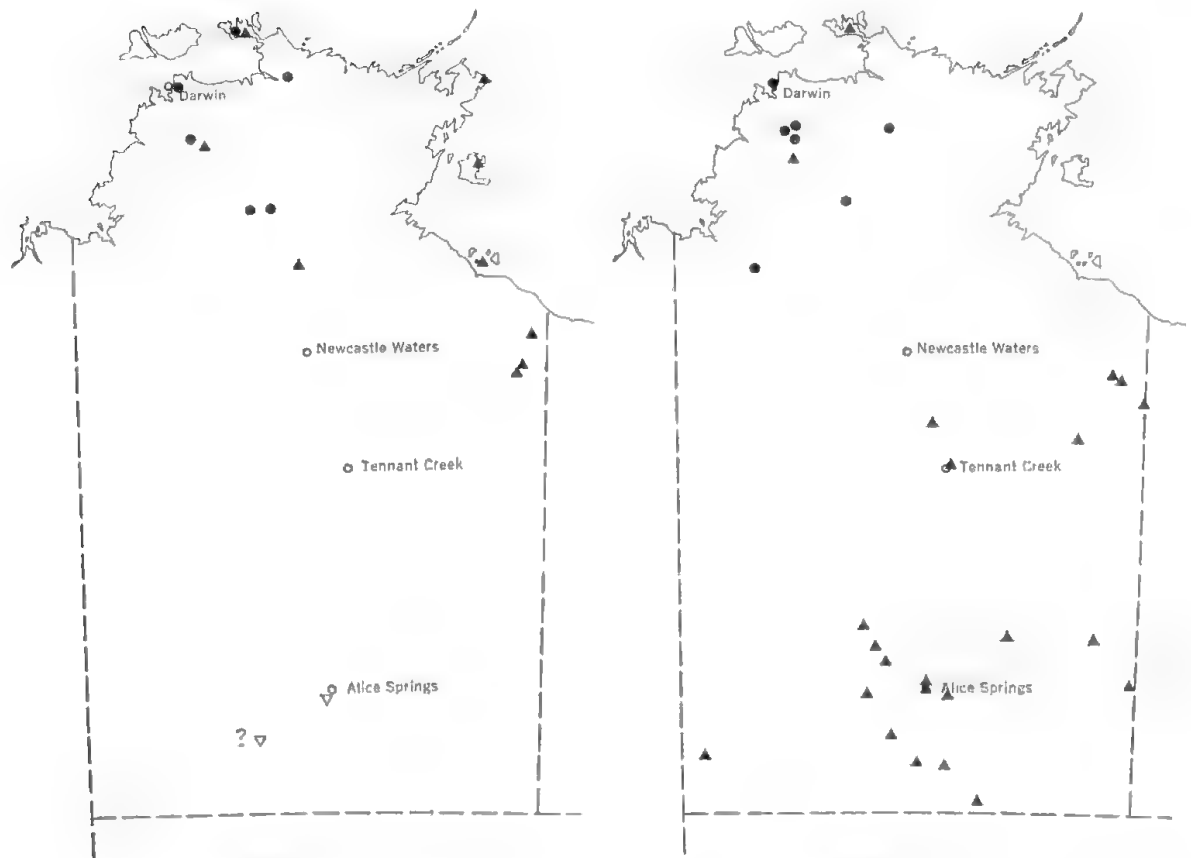 Darwin
Newcastle Waters
Tennant Creek
Alice Springs
?
Darwin
Newcastle Waters
Tennant Creek
Alice Springs